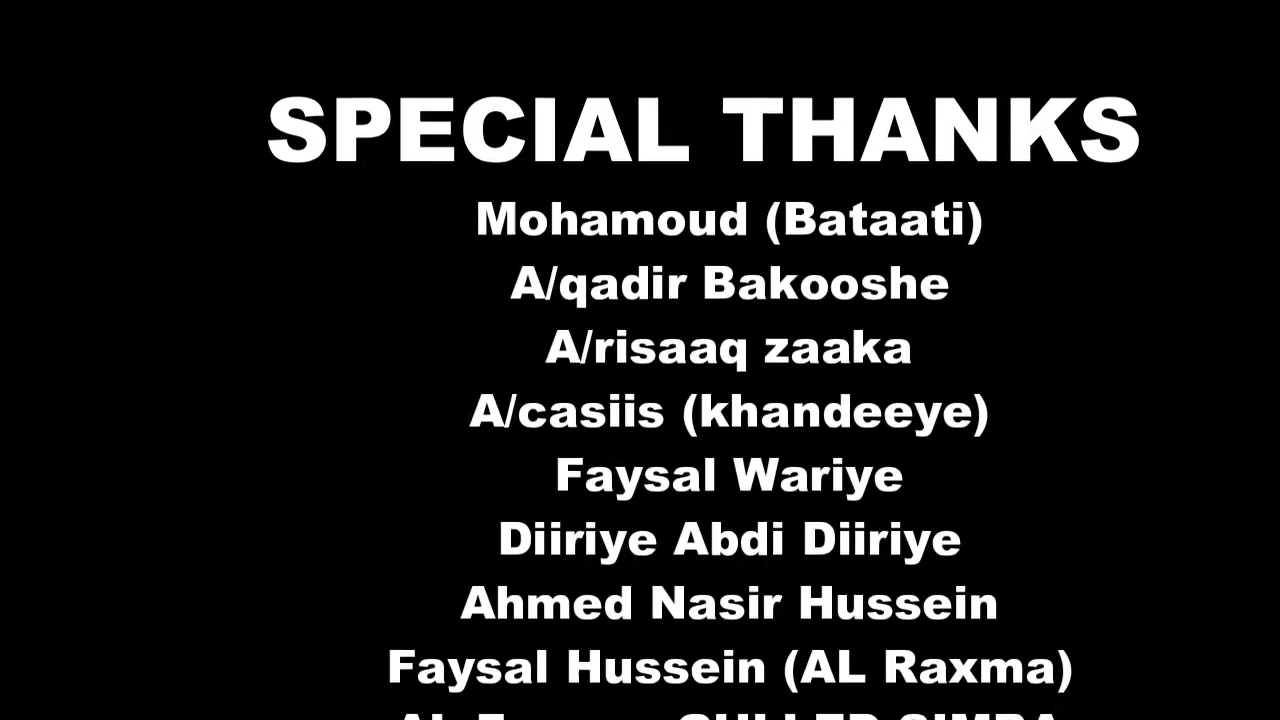 SPECIAL THANKS
Mohamoud (Bataati)
A/qadir Bakooshe
A/risaaq zaaka
A/casiis (khandeeye)
Faysal Wariye
Diiriye Abdi Diiriye
Ahmed Nasir Hussein
Faysal Hussein (AL Raxma)